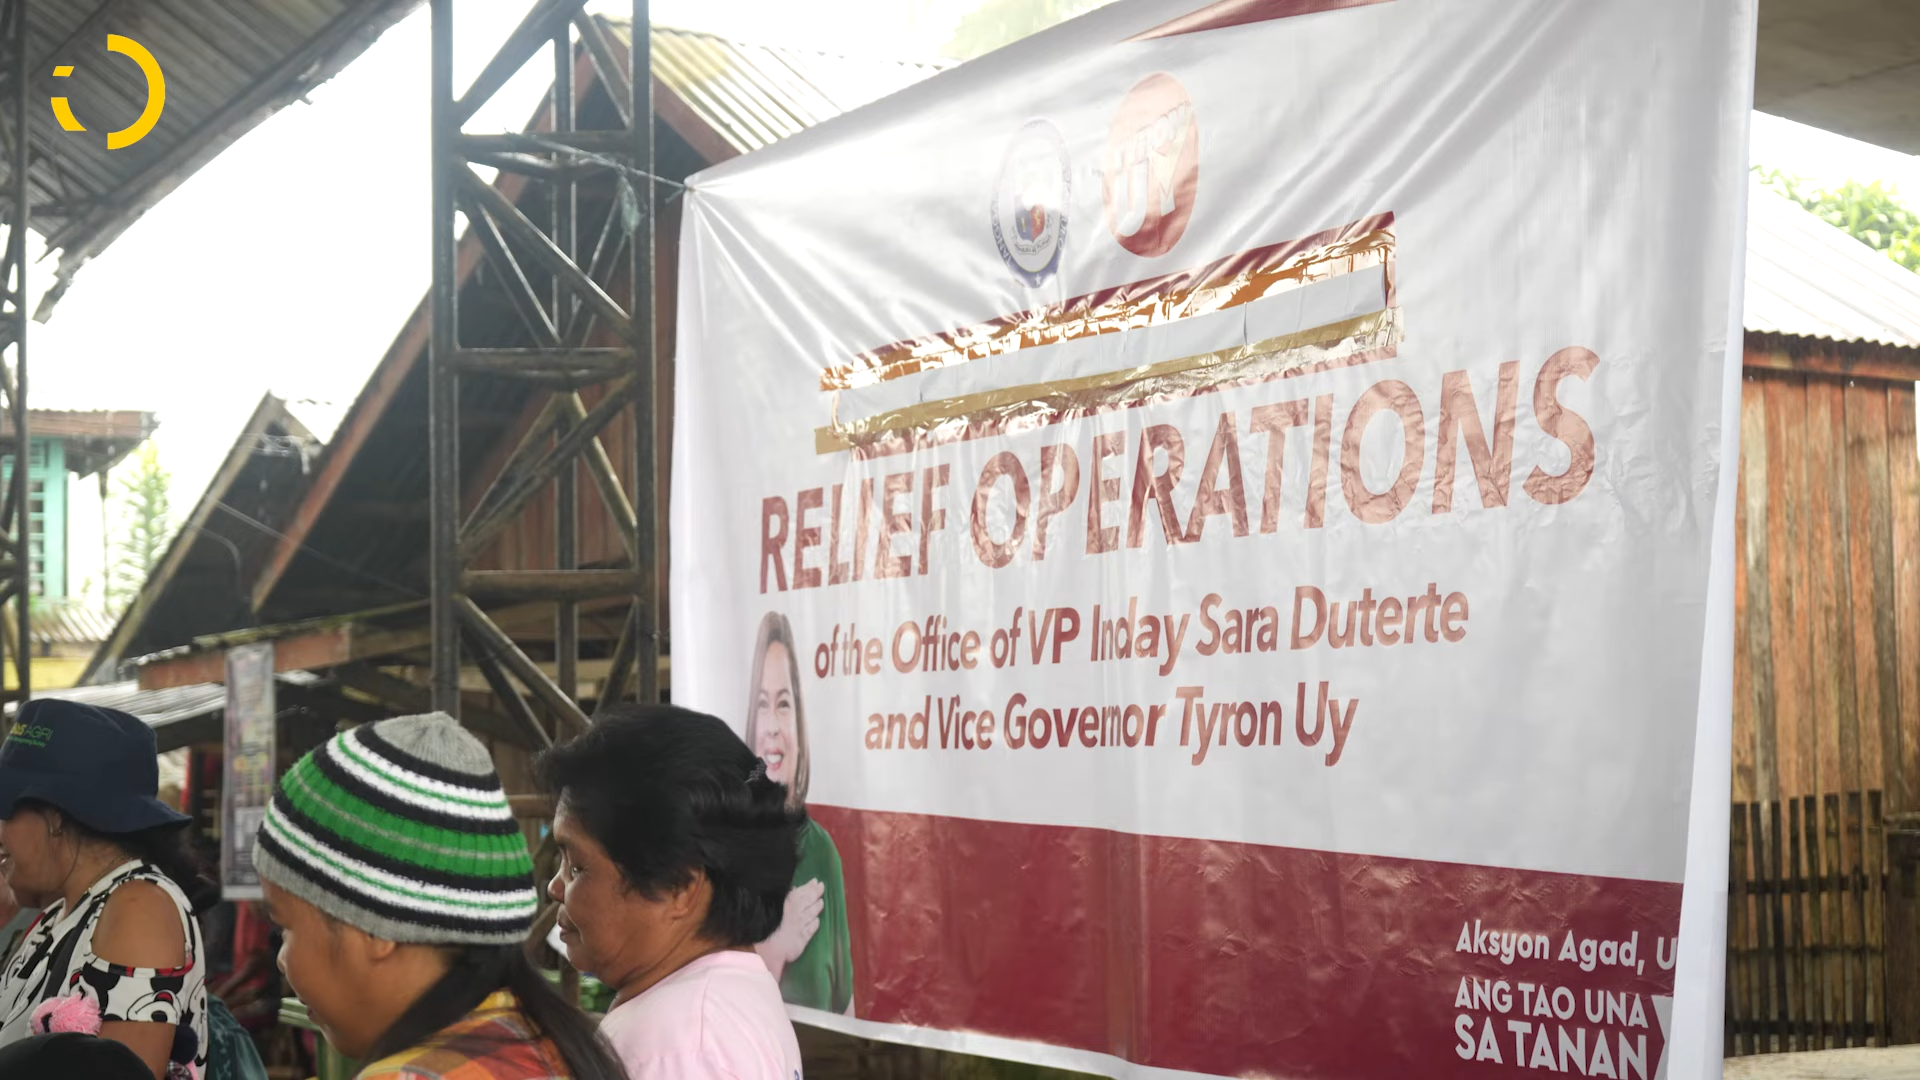 RELIEF OPERATIONS
of the Office of VP Inday Sara Duterte
and Vice Governor Tyron Uy
Aksyon Agad, U
ANG TAO UNA
SA TANAN
AGRI